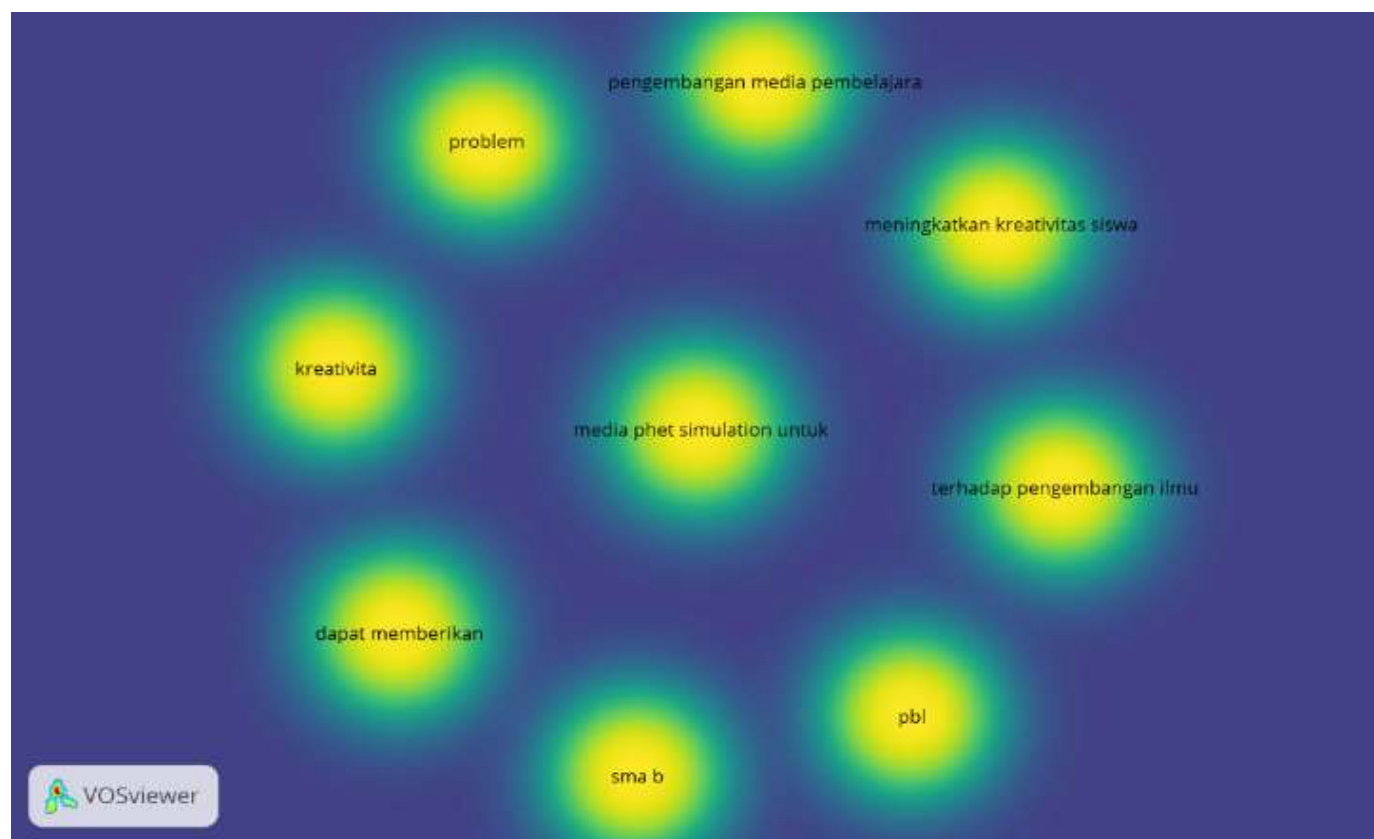 pengembangan media pembelajara
problem
meningkatkan kreativitas siswa
kreativita
media phet simulation untuk
terhadap pengembangan ilmu
dapat memberikan
pbl
sma b
VOSviewer